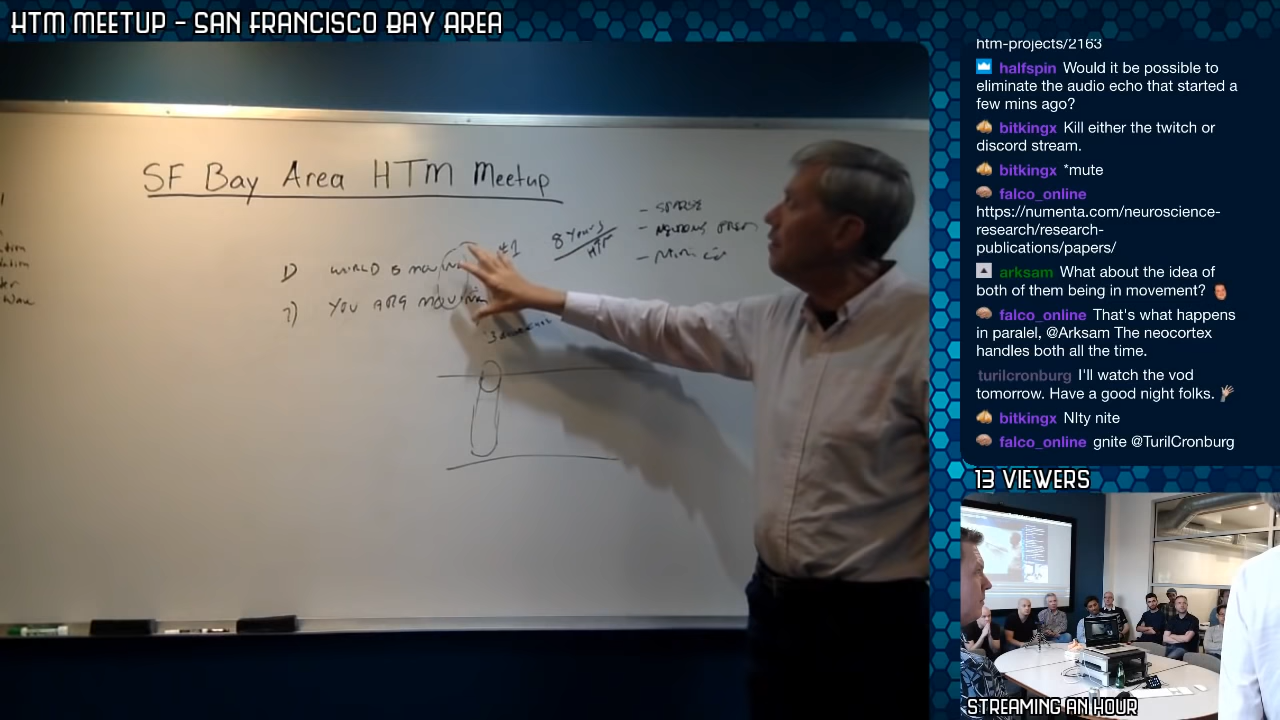 HTM MEETUP - SAN FRANCISCO BAY AREA
SF Bay Area HTM Meetup
1) WORLD IS MOVING #1
2) YOU ARE MOVING
8 YEARS
HTM
- SPARSE
htm-projects/2163
halfspin Would it be possible to
eliminate the audio echo that started a
few mins ago?
bitkingx Kill either the twitch or
discord stream.
bitkingx *mute
falco_online
https://numenta.com/neuroscience-
research/research-
publications/papers/
arksam What about the idea of
both of them being in movement?
falco_online That's what happens
in paralel, @Arksam The neocortex
handles both all the time.
turilcronburg I'll watch the vod
tomorrow. Have a good night folks.
bitkingx NIty nite
falco_online gnite @TurilCronburg
13 VIEWERS
STREAMING AN HOUR